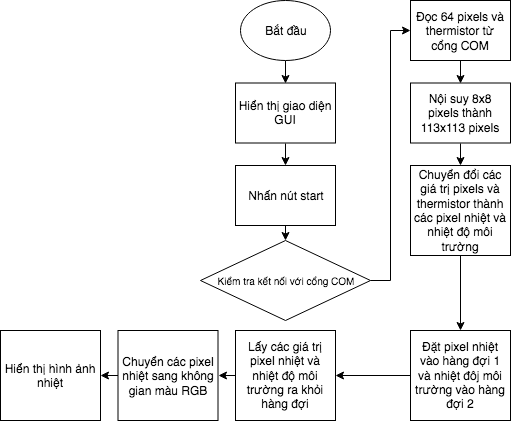 Bắt đầu
Hiển thị giao diện
GUI
Nhấn nút start
Kiểm tra kết nối với cổng COM
Đọc 64 pixels và
thermistor từ
cổng COM
Nội suy 8x8
pixels thành
113x113 pixels
Chuyển đổi các
giá trị pixels và
thermistor thành
các pixel nhiệt và
nhiệt độ môi
trường
Đặt pixel nhiệt
vào hàng đợi 1
và nhiệt đôj môi
trường vào hàng
đợi 2
Lấy các giá trị
pixel nhiệt và
nhiệt độ môi
trường ra khỏi
hàng đợi
Chuyển các pixel
nhiệt sang không
gian màu RGB
Hiển thị hình ảnh
nhiệt